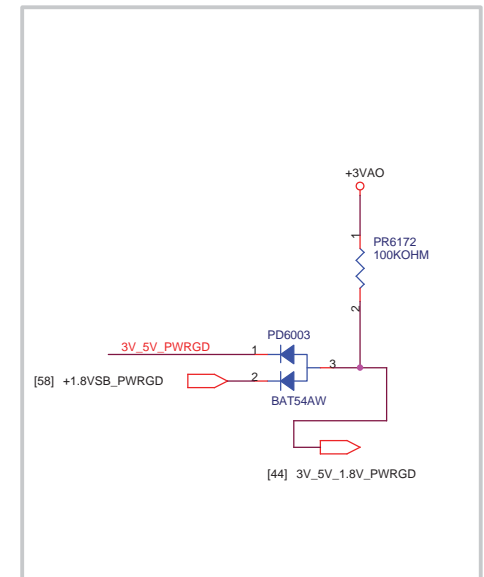 +3VAO
1
PR6172
100KOHM
2
PD6003
3V_5V_PWRGD
1
3
[58] +1.8VSB_PWRGD
2
BAT54AW
[44] 3V_5V_1.8V_PWRGD